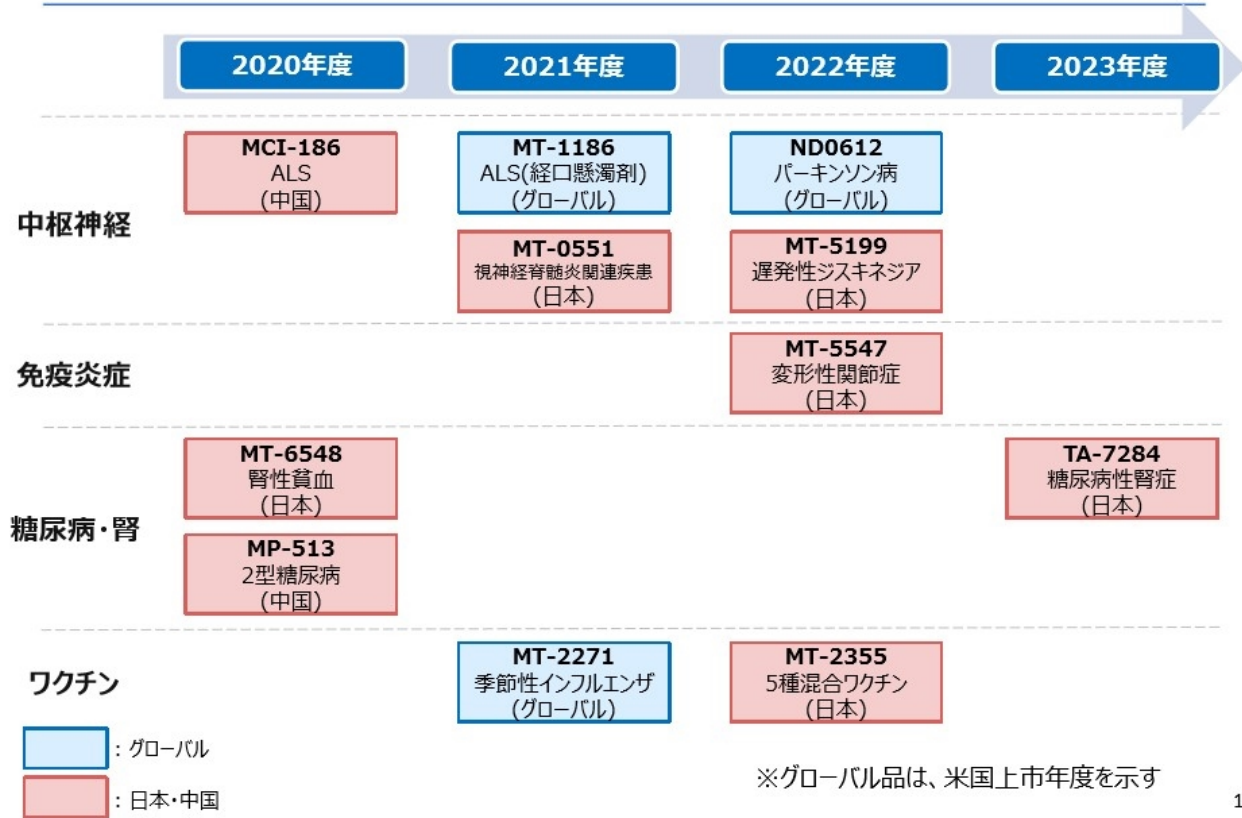 2020年度
2021年度
2022年度
2023年度
中枢神経
MCI-186
ALS
(中国)
MT-1186
ALS(経口懸濁剤)
(グローバル)
ND0612
パーキンソン病
(グローバル)
MT-0551
視神経脊髄炎関連疾患
(日本)
MT-5199
遅発性ジスキネジア
(日本)
免疫炎症
MT-5547
変形性関節症
(日本)
糖尿病・腎
MT-6548
腎性貧血
(日本)
TA-7284
糖尿病性腎症
(日本)
MP-513
2型糖尿病
(中国)
ワクチン
MT-2271
季節性インフルエンザ
(グローバル)
MT-2355
5種混合ワクチン
(日本)
：グローバル
：日本・中国
※グローバル品は、米国上市年度を示す
1